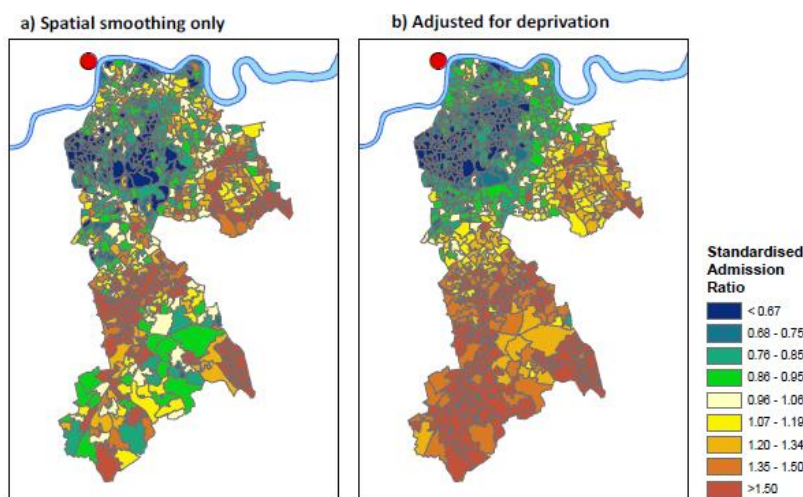 a) Spatial smoothing only
b) Adjusted for deprivation
Standardised
Admission
Ratio
< 0.67
0.68 - 0.75
0.76 - 0.85
0.86 - 0.95
0.96 - 1.06
1.07 - 1.19
1.20 - 1.34
1.35 - 1.50
>1.50